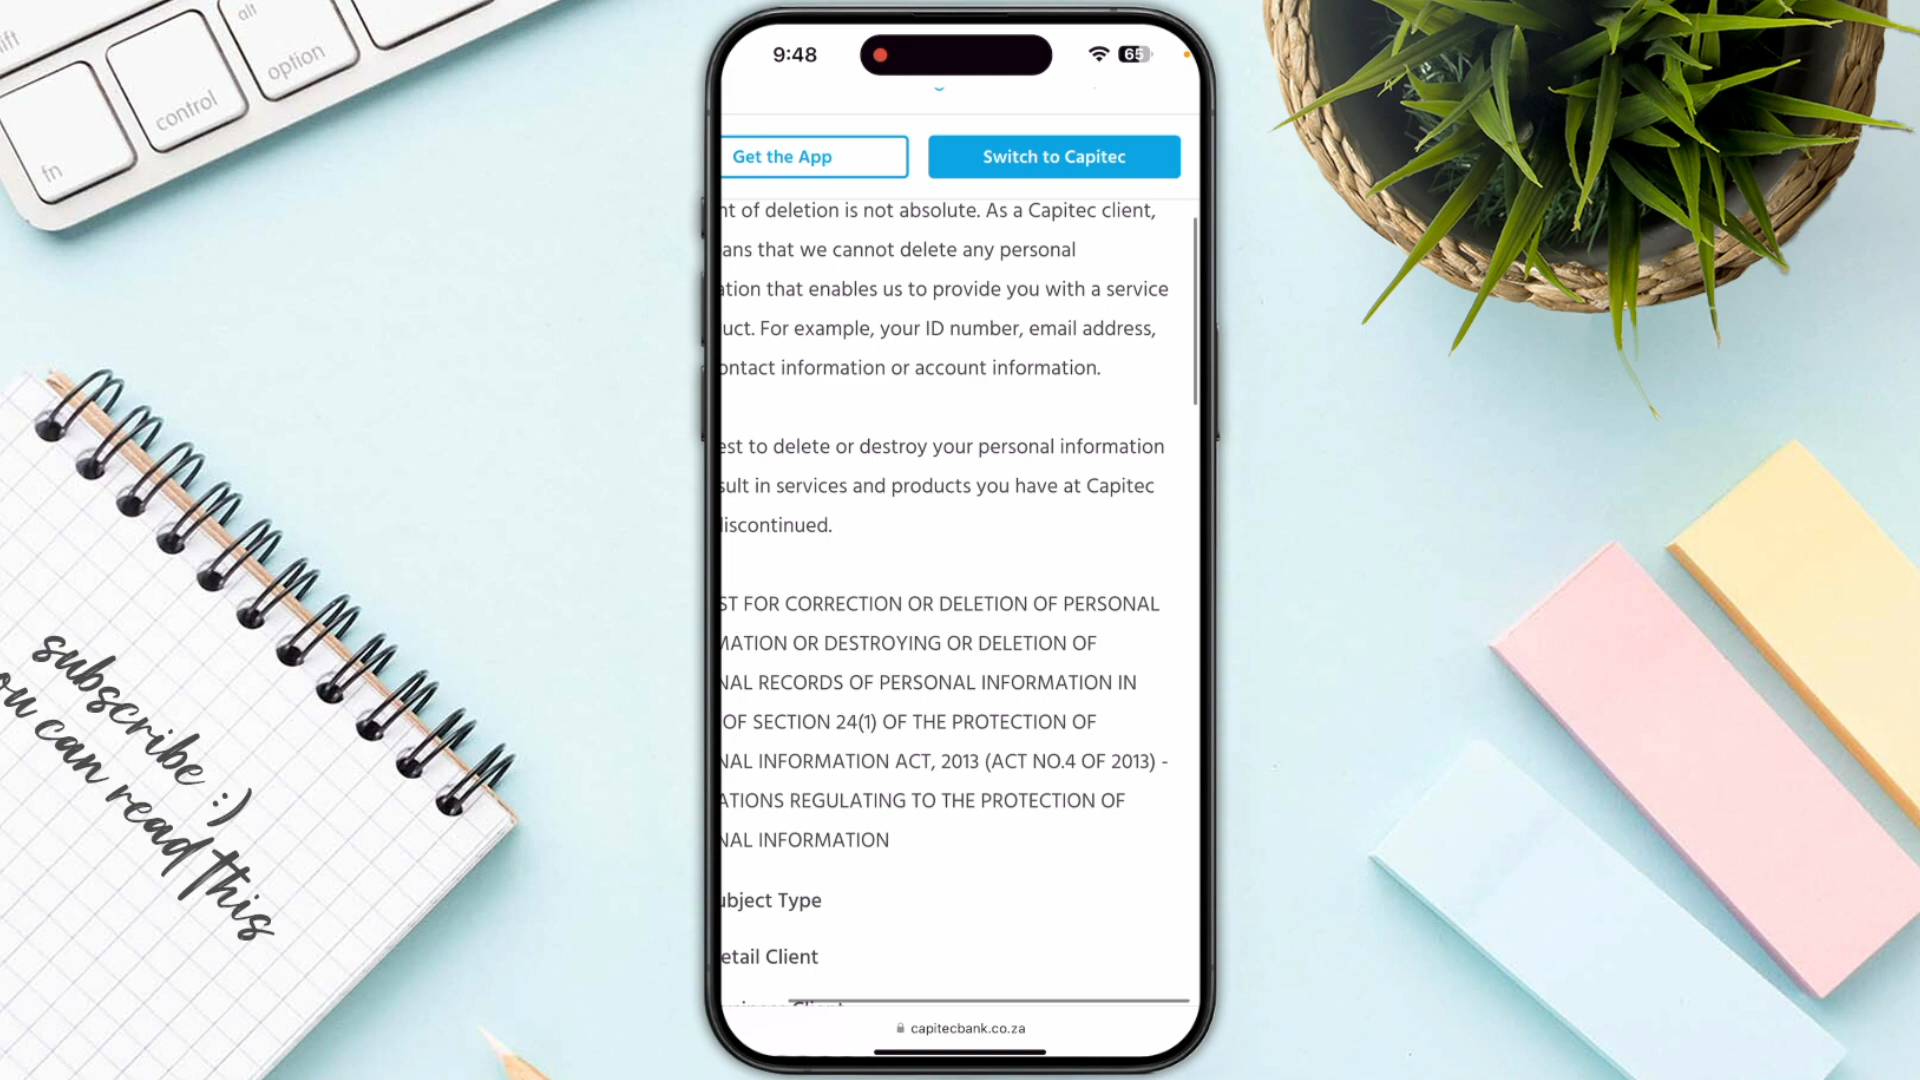 alt
option
control
fn
subscribe :)
you can read this
9:48
65
Get the App
Switch to Capitec
nt of deletion is not absolute. As a Capitec client,
ans that we cannot delete any personal
ation that enables us to provide you with a service
uct. For example, your ID number, email address,
ontact information or account information.
est to delete or destroy your personal information
sult in services and products you have at Capitec
discontinued.
ST FOR CORRECTION OR DELETION OF PERSONAL
MATION OR DESTROYING OR DELETION OF
NAL RECORDS OF PERSONAL INFORMATION IN
OF SECTION 24(1) OF THE PROTECTION OF
NAL INFORMATION ACT, 2013 (ACT NO.4 OF 2013) -
ATIONS REGULATING TO THE PROTECTION OF
NAL INFORMATION
ubject Type
etail Client
Client
capitecbank.co.za